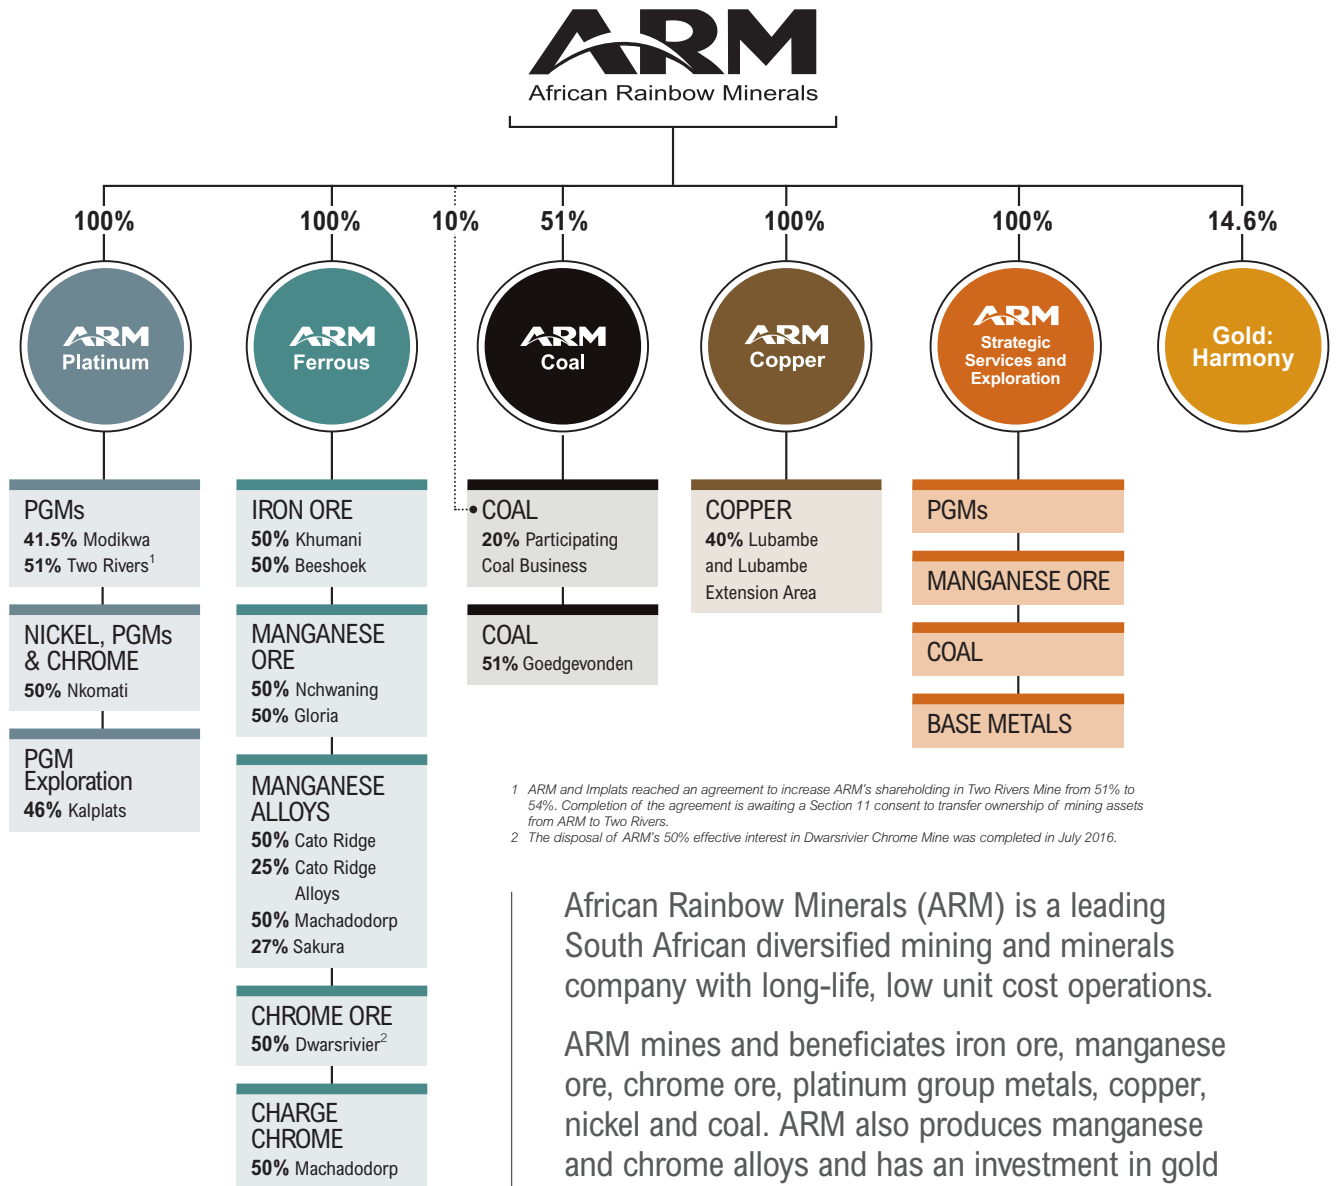 ARM
African Rainbow Minerals
100%
100%
10%
51%
100%
100%
14.6%
ARM
Platinum
ARM
Ferrous
ARM
Coal
ARM
Copper
ARM
Strategic
Services and
Exploration
Gold:
Harmony
PGMs
41.5% Modikwa
51% Two Rivers1
NICKEL, PGMs
& CHROME
50% Nkomati
PGM
Exploration
46% Kalplats
IRON ORE
50% Khumani
50% Beeshoek
MANGANESE
ORE
50% Nchwaning
50% Gloria
MANGANESE
ALLOYS
50% Cato Ridge
25% Cato Ridge
Alloys
50% Machadodorp
27% Sakura
CHROME ORE
50% Dwarsrivier2
CHARGE
CHROME
50% Machadodorp
COAL
20% Participating
Coal Business
COAL
51% Goedgevonden
COPPER
40% Lubambe
and Lubambe
Extension Area
PGMs
MANGANESE ORE
COAL
BASE METALS
1 ARM and Implats reached an agreement to increase ARM's shareholding in Two Rivers Mine from 51% to
54%. Completion of the agreement is awaiting a Section 11 consent to transfer ownership of mining assets
from ARM to Two Rivers.
2 The disposal of ARM's 50% effective interest in Dwarsrivier Chrome Mine was completed in July 2016.
African Rainbow Minerals (ARM) is a leading
South African diversified mining and minerals
company with long-life, low unit cost operations.
ARM mines and beneficiates iron ore, manganese
ore, chrome ore, platinum group metals, copper,
nickel and coal. ARM also produces manganese
and chrome alloys and has an investment in gold